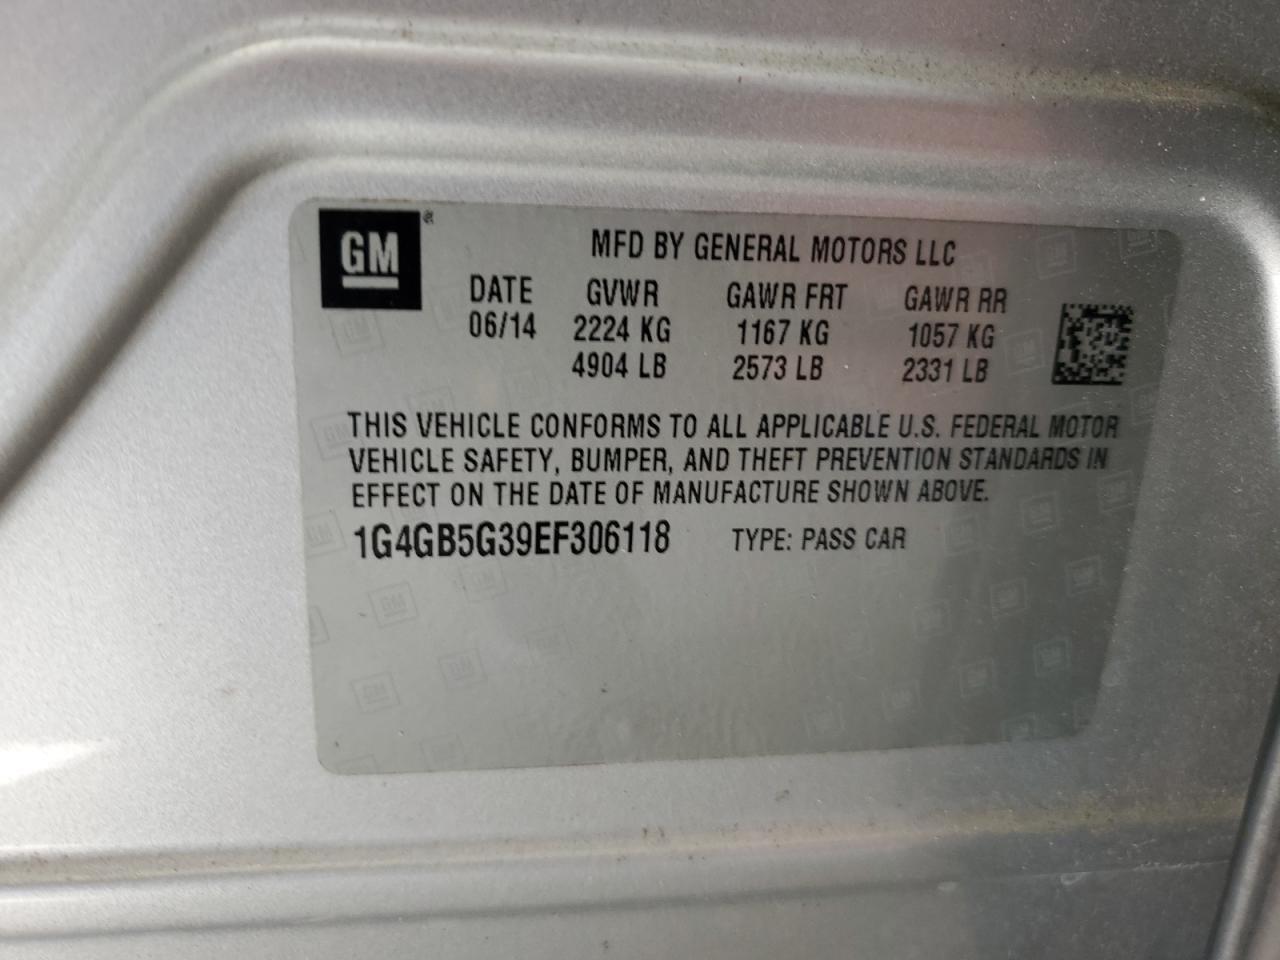 GM®
MFD BY GENERAL MOTORS LLC
DATE GVWR GAWR FRT GAWR RR
06/14 2224 KG 1167 KG 1057 KG
4904 LB 2573 LB 2331 LB
THIS VEHICLE CONFORMS TO ALL APPLICABLE U.S. FEDERAL MOTOR
VEHICLE SAFETY, BUMPER, AND THEFT PREVENTION STANDARDS IN
EFFECT ON THE DATE OF MANUFACTURE SHOWN ABOVE.
1G4GB5G39EF306118 TYPE: PASS CAR